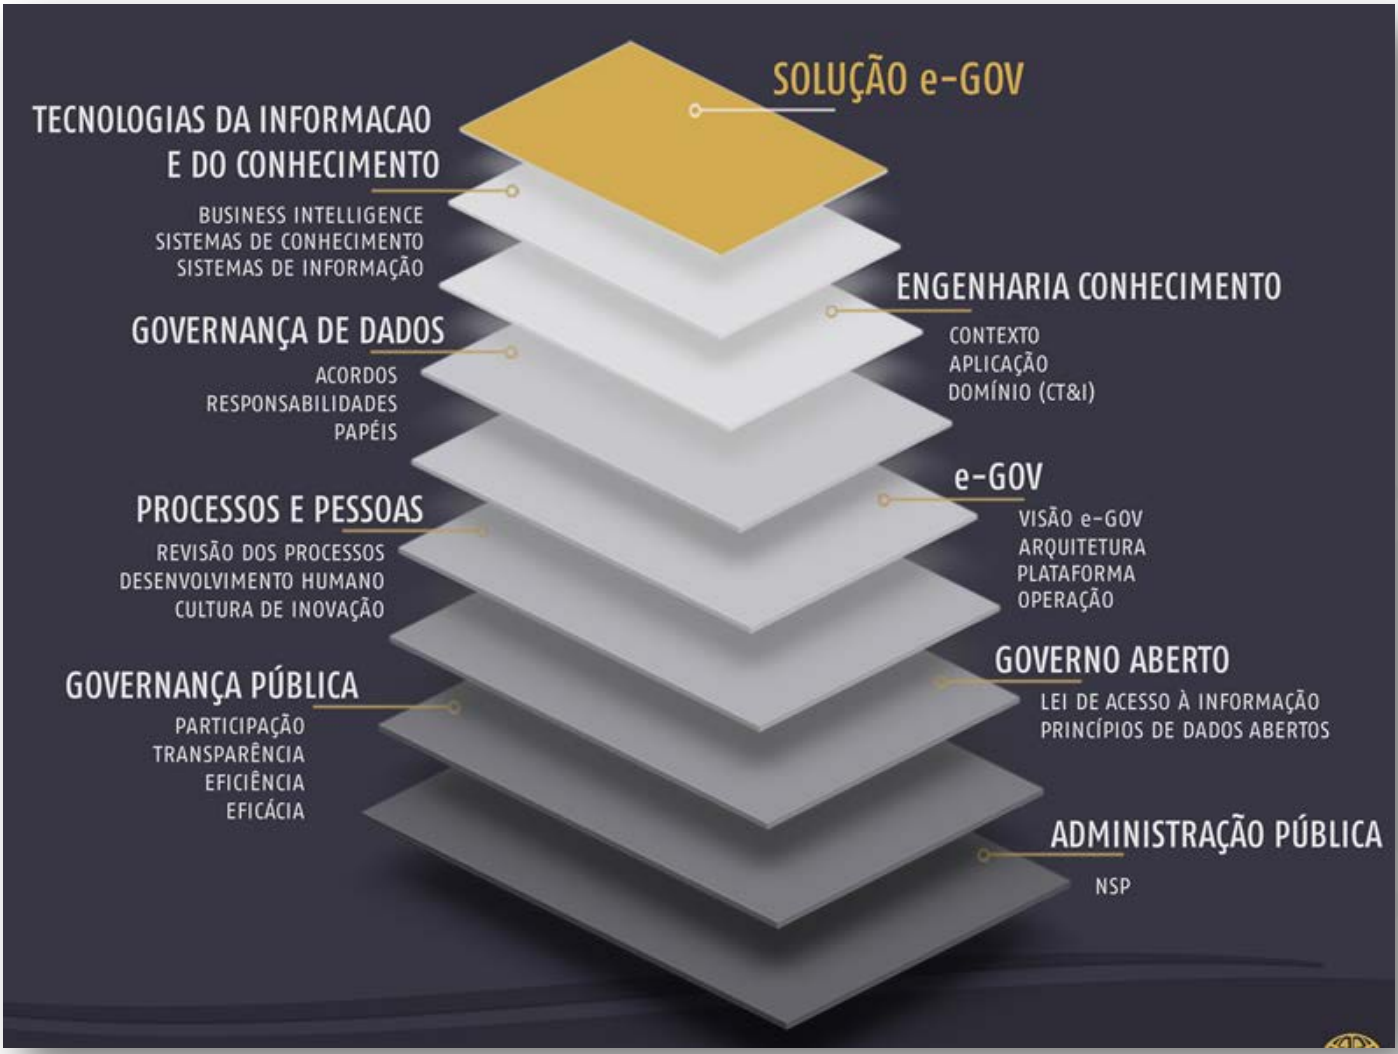 SOLUÇÃO e-GOV
TECNOLOGIAS DA INFORMACAO
E DO CONHECIMENTO
BUSINESS INTELLIGENCE
SISTEMAS DE CONHECIMENTO
SISTEMAS DE INFORMAÇÃO
ENGENHARIA CONHECIMENTO
CONTEXTO
APLICAÇÃO
DOMÍNIO (CT&I)
GOVERNANÇA DE DADOS
ACORDOS
RESPONSABILIDADES
PAPÉIS
e-GOV
VISÃO e-GOV
ARQUITETURA
PLATAFORMA
OPERAÇÃO
PROCESSOS E PESSOAS
REVISÃO DOS PROCESSOS
DESENVOLVIMENTO HUMANO
CULTURA DE INOVAÇÃO
GOVERNO ABERTO
LEI DE ACESSO À INFORMAÇÃO
PRINCÍPIOS DE DADOS ABERTOS
GOVERNANÇA PÚBLICA
PARTICIPAÇÃO
TRANSPARÊNCIA
EFICIÊNCIA
EFICÁCIA
ADMINISTRAÇÃO PÚBLICA
NSP